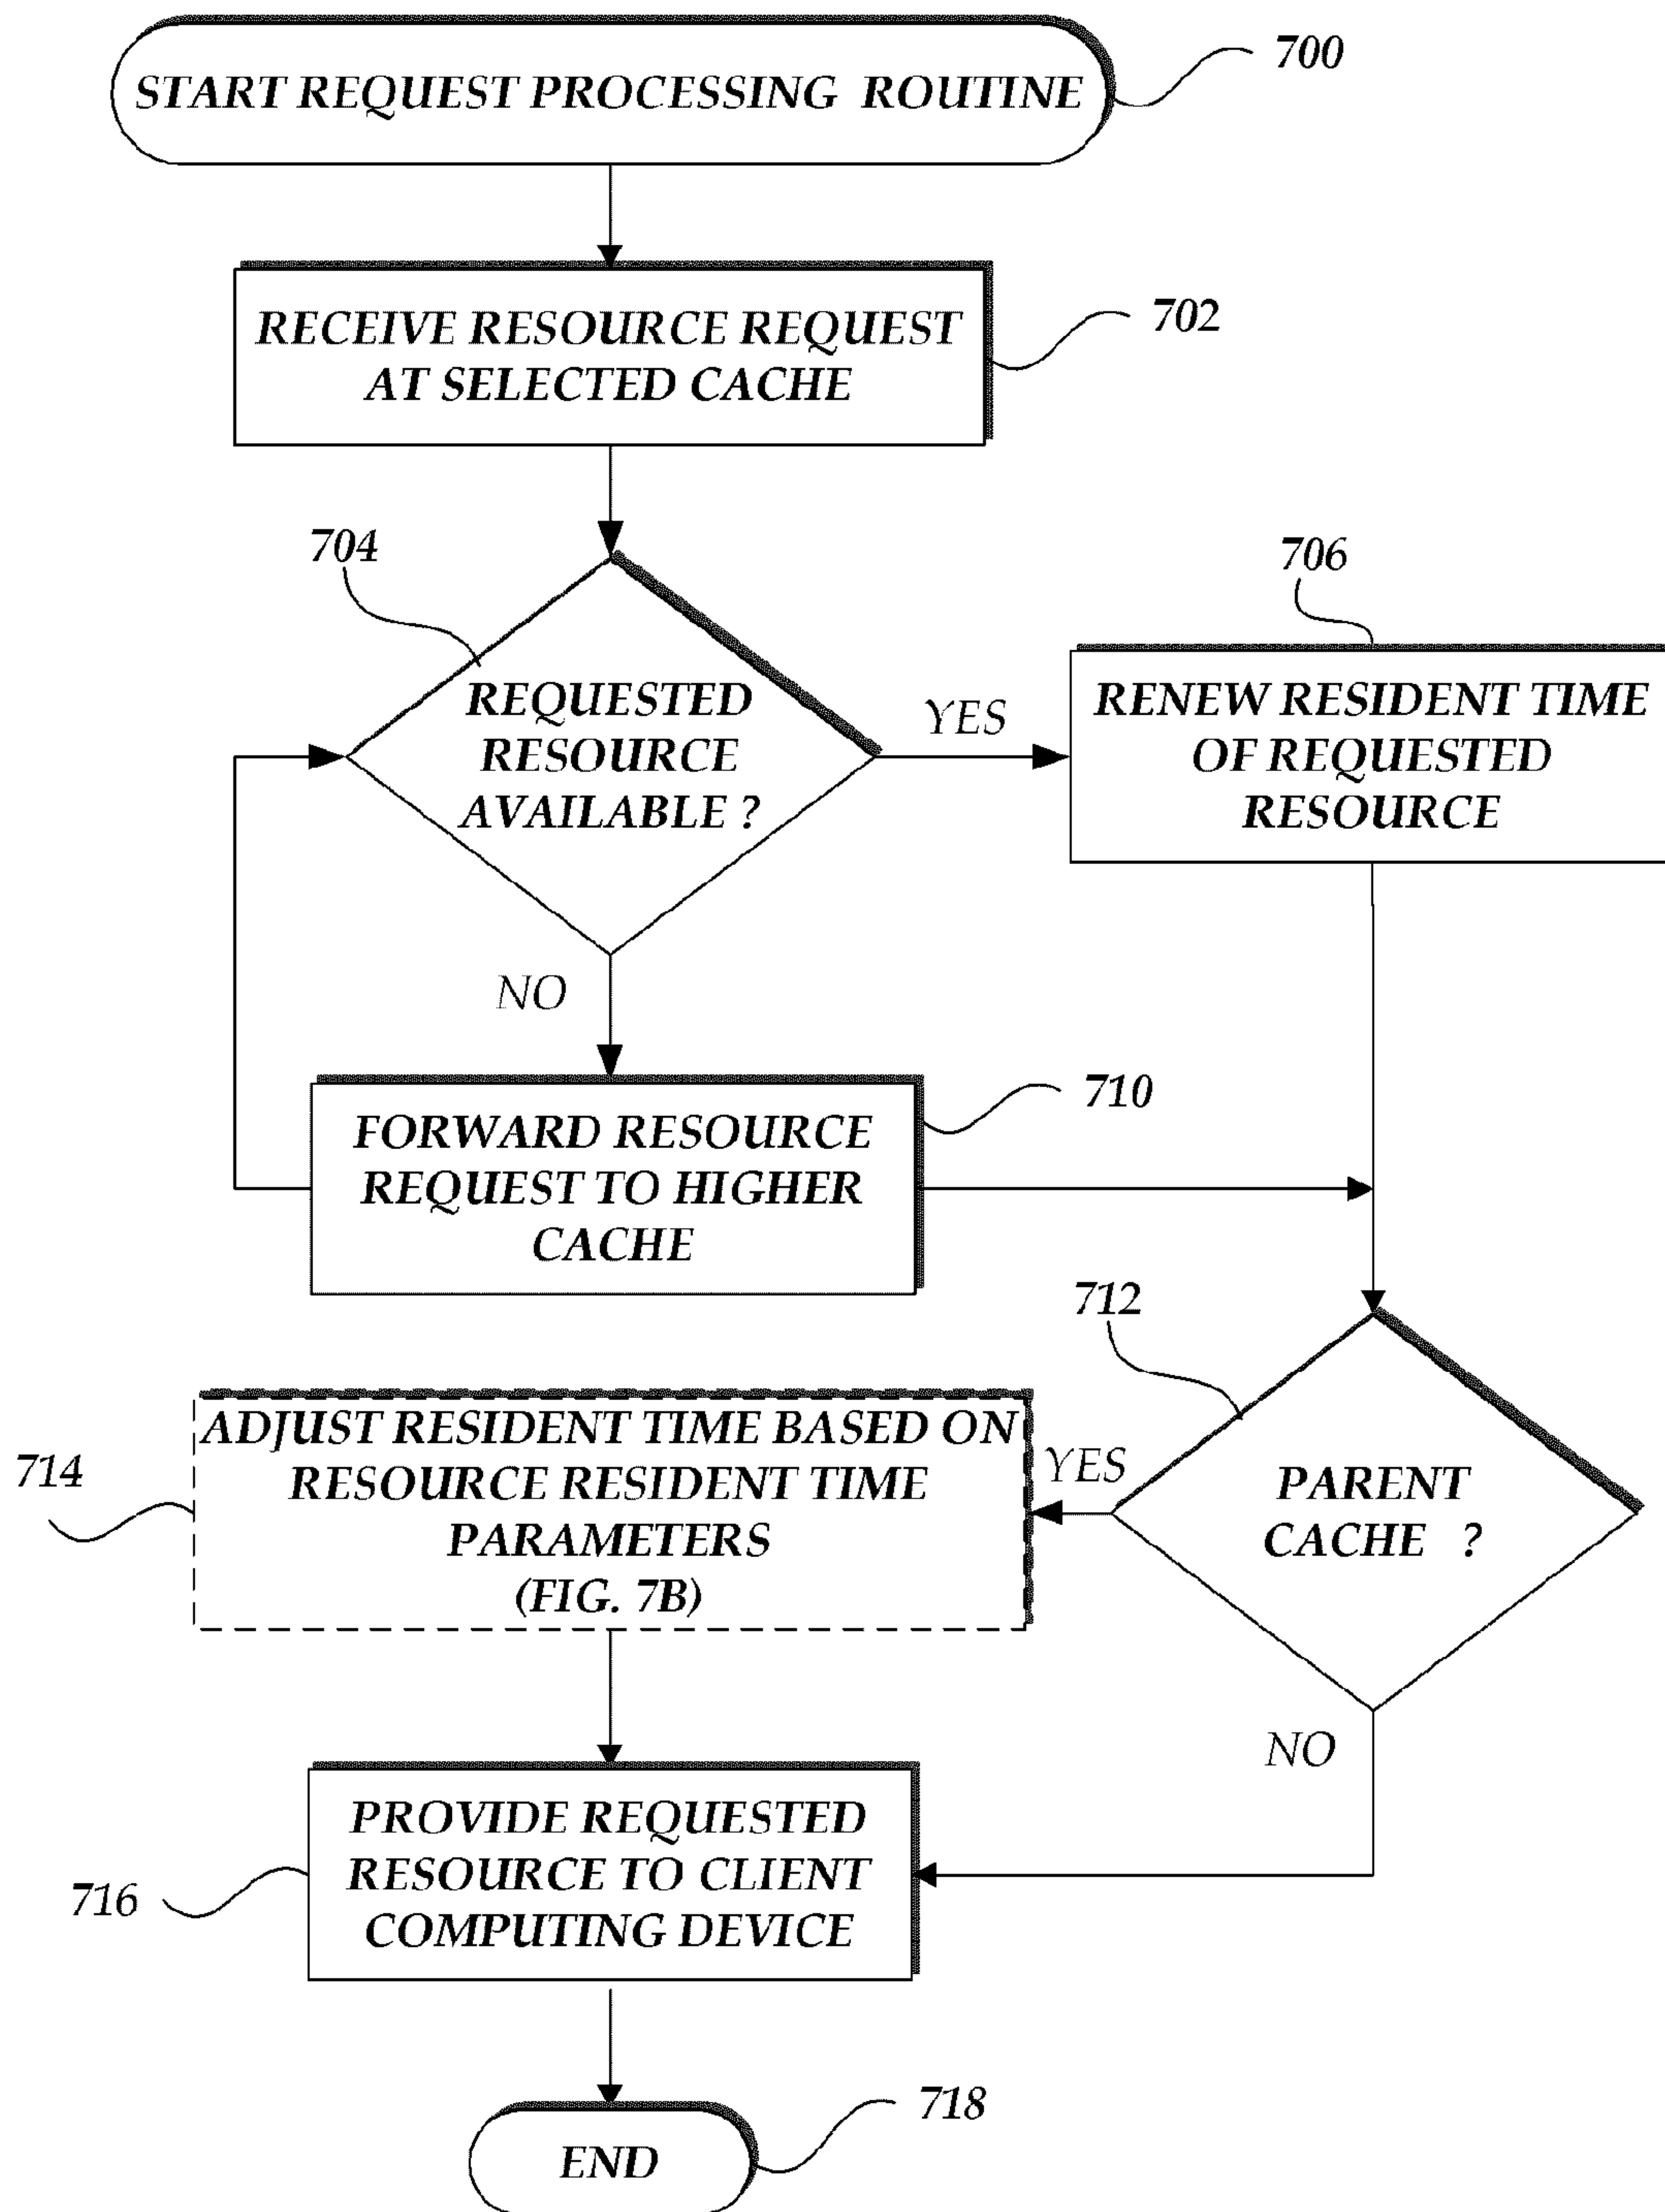 START REQUEST PROCESSING ROUTINE
700
RECEIVE RESOURCE REQUEST
AT SELECTED CACHE
702
704
REQUESTED
RESOURCE
AVAILABLE ?
YES
706
RENEW RESIDENT TIME
OF REQUESTED
RESOURCE
NO
FORWARD RESOURCE
REQUEST TO HIGHER
CACHE
710
712
PARENT
CACHE ?
YES
714
ADJUST RESIDENT TIME BASED ON
RESOURCE RESIDENT TIME
PARAMETERS
(FIG. 7B)
NO
716
PROVIDE REQUESTED
RESOURCE TO CLIENT
COMPUTING DEVICE
718
END